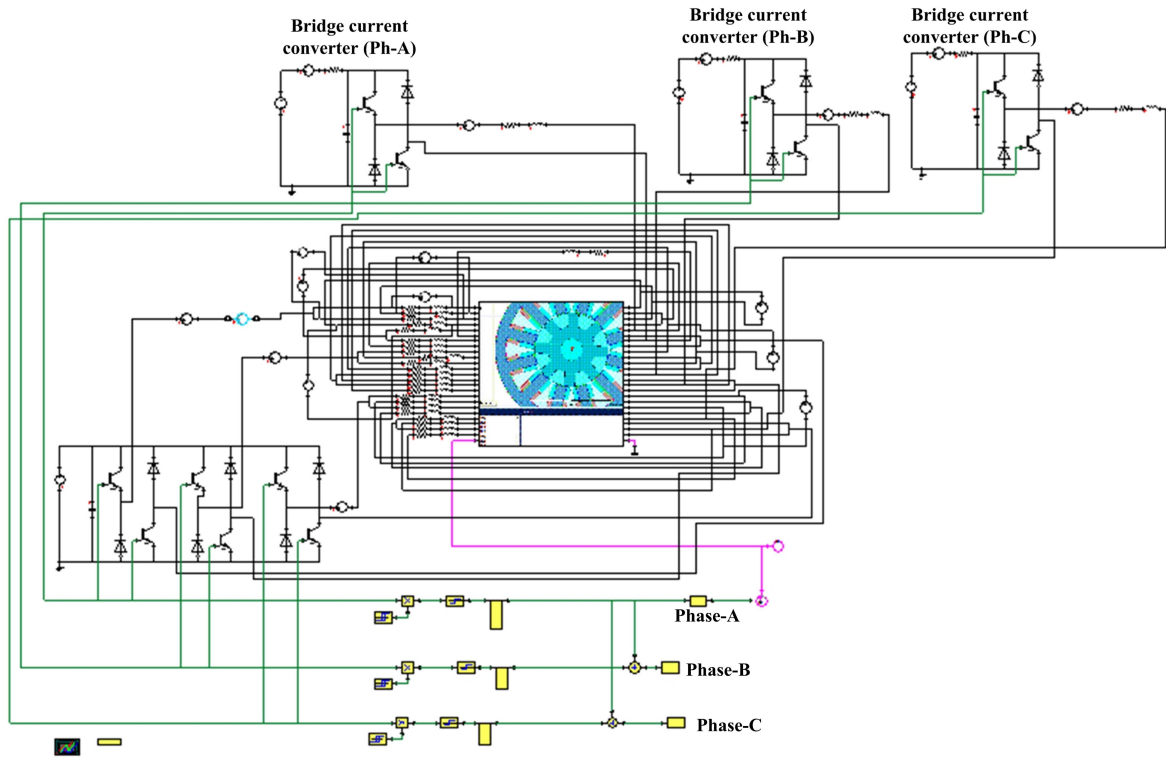 Bridge current
converter (Ph-A)
Bridge current
converter (Ph-B)
Bridge current
converter (Ph-C)
Phase-A
Phase-B
Phase-C